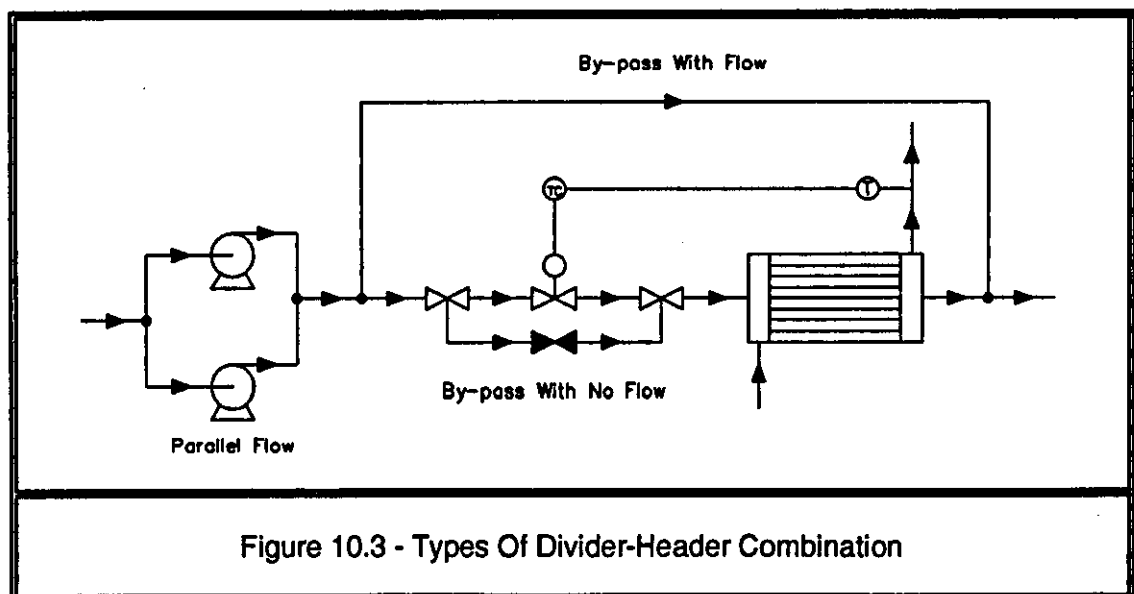 By-pass With Flow
TC
T
By-pass With No Flow
Parallel Flow
Figure 10.3 - Types Of Divider-Header Combination